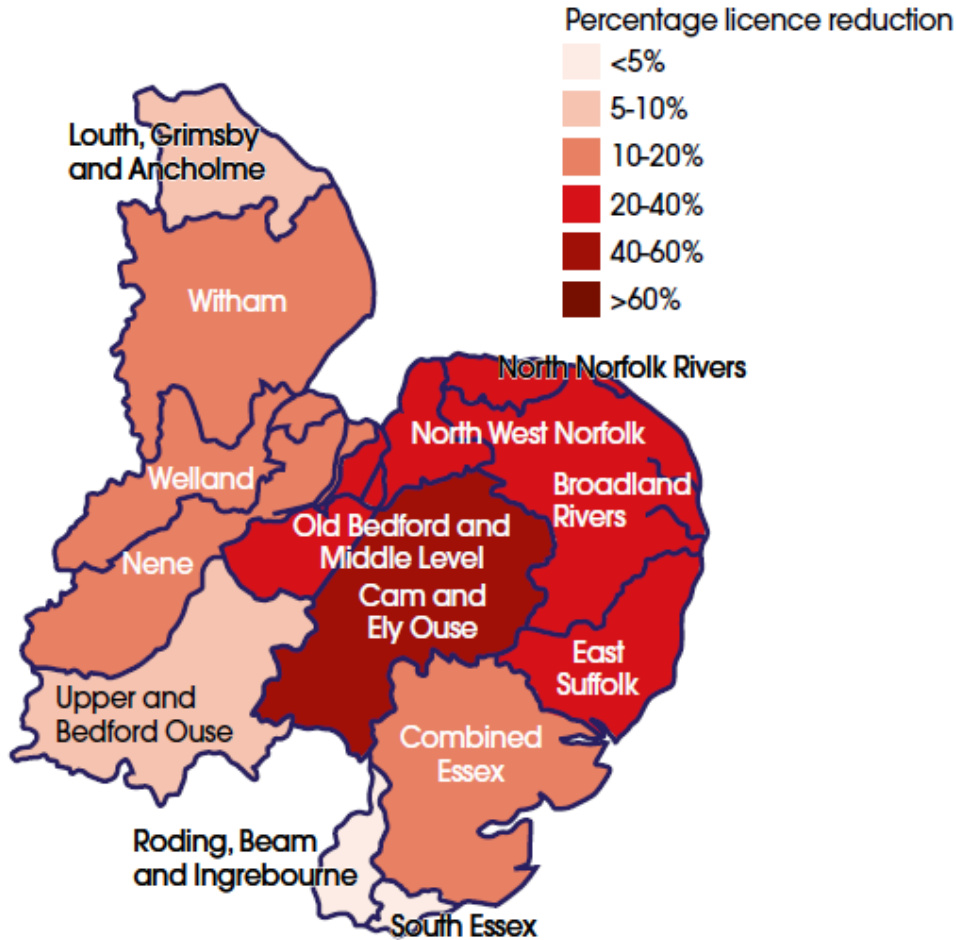 Percentage licence reduction
<5%
5-10%
10-20%
20-40%
40-60%
>60%
Louth, Grimsby
and Ancholme
Witham
North Norfolk Rivers
North West Norfolk
Welland
Broadland
Rivers
Old Bedford and
Middle Level
Nene
Cam and
Ely Ouse
East
Suffolk
Upper and
Bedford Ouse
Combined
Essex
Roding, Beam
and Ingrebourne
South Essex